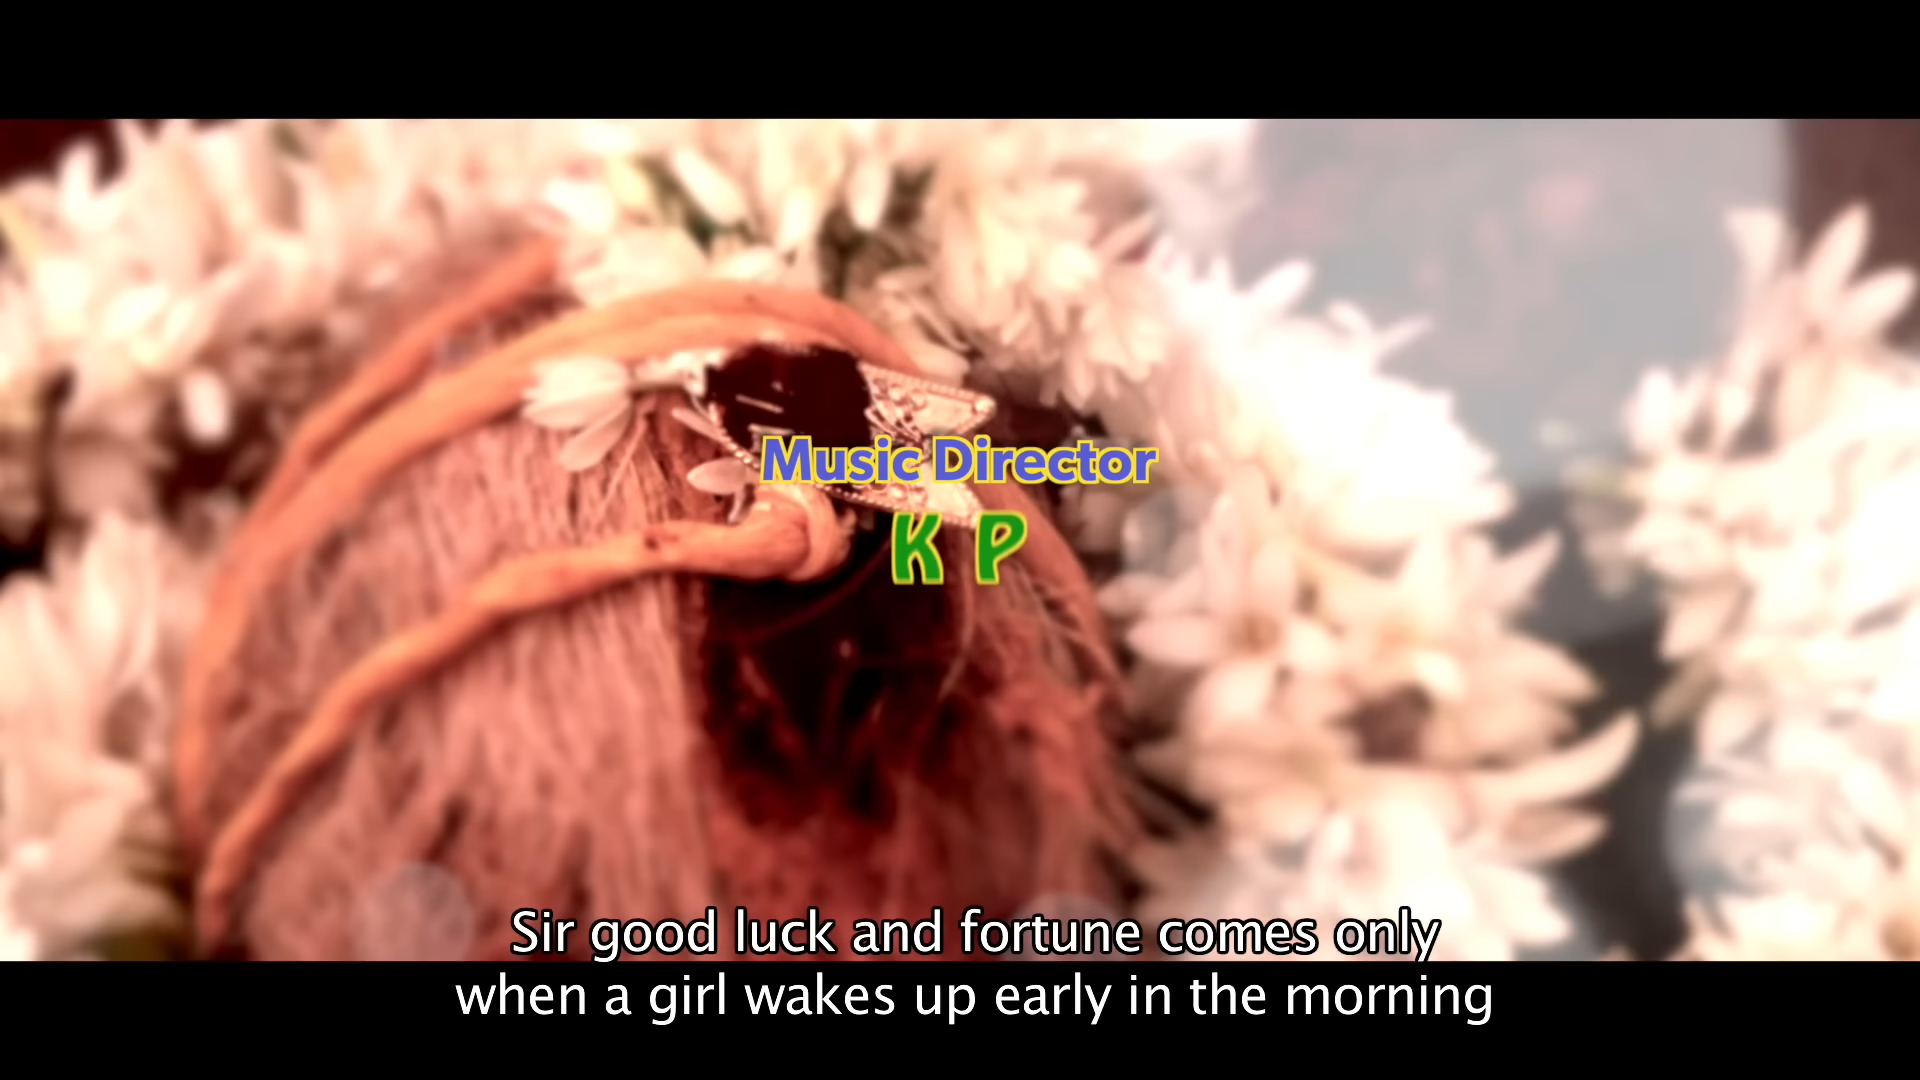 Music Director
K P
Sir good luck and fortune comes only
when a girl wakes up early in the morning